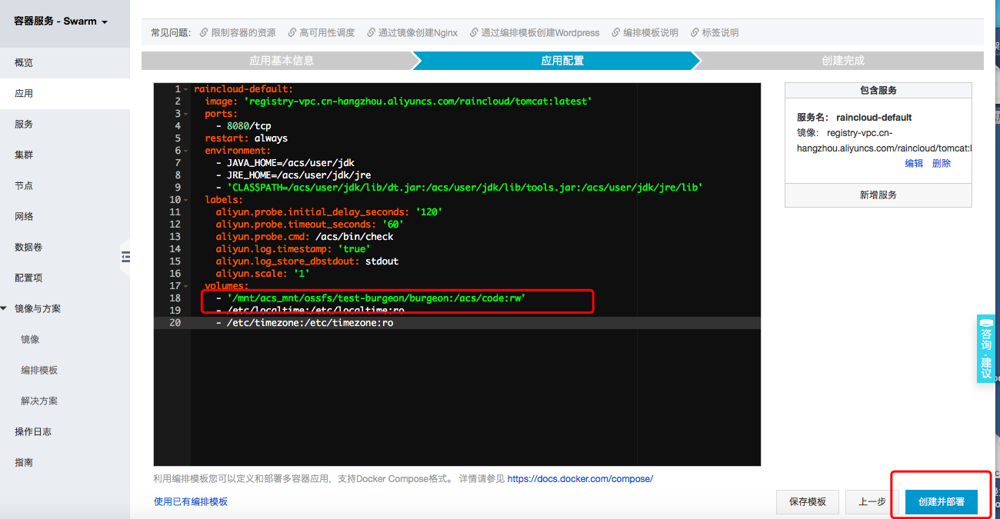 容器服务 - Swarm
概览
应用
服务
集群
节点
网络
数据卷
配置项
镜像与方案
镜像
编排模板
解决方案
操作日志
指南
常见问题： 限制容器的资源 高可用性调度 通过镜像创建Nginx 通过编排模板创建Wordpress 编排模板说明 标签说明
应用基本信息 应用配置 创建完成
1 raincloud-default:
2 image: 'registry-vpc.cn-hangzhou.aliyuncs.com/raincloud/tomcat:latest'
3 ports:
4 - 8080/tcp
5 restart: always
6 environment:
7 - JAVA_HOME=/acs/user/jdk
8 - JRE_HOME=/acs/user/jdk/jre
9 - 'CLASSPATH=/acs/user/jdk/lib/dt.jar:/acs/user/jdk/lib/tools.jar:/acs/user/jdk/jre/lib'
10 labels:
11 aliyun.probe.initial_delay_seconds: '120'
12 aliyun.probe.timeout_seconds: '60'
13 aliyun.probe.cmd: /acs/bin/check
14 aliyun.log.timestamp: 'true'
15 aliyun.log_store_dbstdout: stdout
16 aliyun.scale: '1'
17 volumes:
18 - '/mnt/acs_mnt/ossfs/test-burgeon/burgeon:/acs/code:rw'
19 - /etc/localtime:/etc/localtime:ro
20 - /etc/timezone:/etc/timezone:ro
包含服务
服务名： raincloud-default
镜像： registry-vpc.cn-
hangzhou.aliyuncs.com/raincloud/tomcat:l
编辑 删除
新增服务
咨询·建议
利用编排模板您可以定义和部署多容器应用，支持Docker Compose格式。 详情请参见 https://docs.docker.com/compose/
使用已有编排模板
保存模板 上一步 创建并部署